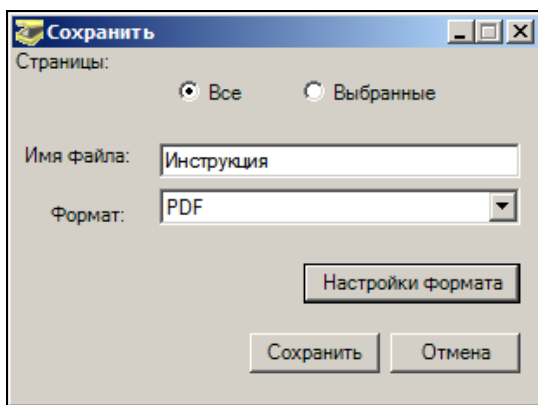 Сохранить
Страницы:
Все Выбранные
Имя файла: Инструкция
Формат: PDF
Настройки формата
Сохранить Отмена